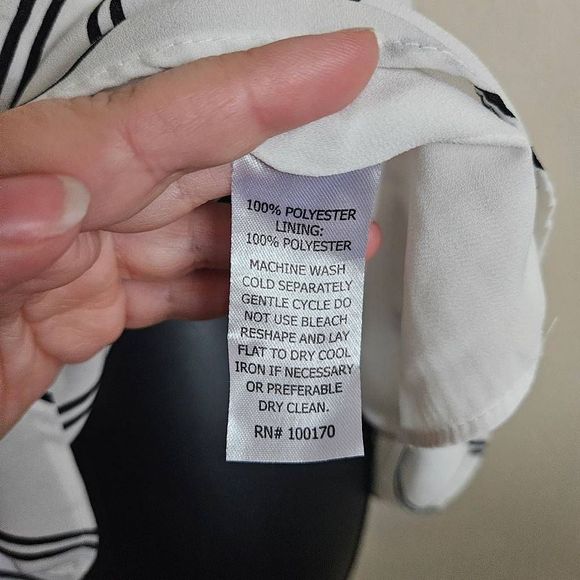 100% POLYESTER
LINING:
100% POLYESTER
MACHINE WASH
COLD SEPARATELY
GENTLE CYCLE DO
NOT USE BLEACH
RESHAPE AND LAY
FLAT TO DRY COOL
IRON IF NECESSARY
OR PREFERABLE
DRY CLEAN.
RN# 100170